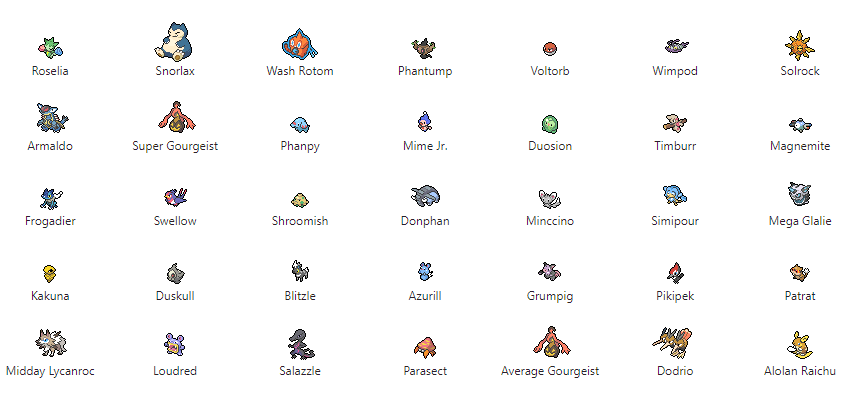 Roselia Snorlax Wash Rotom Phantump Voltorb Wimpod Solrock
Armaldo Super Gourgeist Phanpy Mime Jr. Duosion Timburr Magnemite
Frogadier Swellow Shroomish Donphan Minccino Simipour Mega Glalie
Kakuna Duskull Blitzle Azurill Grumpig Pikipek Patrat
Midday Lycanroc Loudred Salazzle Parasect Average Gourgeist Dodrio Alolan Raichu